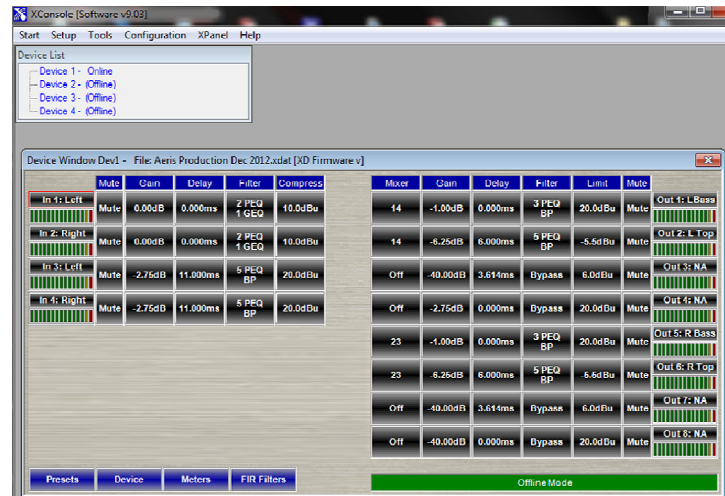 XConsole [Software v9.03]
Start Setup Tools Configuration XPanel Help
Device List
Device 1 - Online
Device 2 - (Offline)
Device 3 - (Offline)
Device 4 - (Offline)
Device Window Dev1 - File: Aeris Production Dec 2012.xdat [XD Firmware v]
Mute Gain Delay Filter Compress Mixer Gain Delay Filter Limit Mute
In 1: Left Mute 0.00dB 0.000ms 2 PEQ 1 GEQ 10.0dBu
In 2: Right Mute 0.00dB 0.000ms 2 PEQ 1 GEQ 10.0dBu
In 3: Left Mute -2.75dB 11.000ms 5 PEQ BP 20.0dBu
In 4: Right Mute -2.75dB 11.000ms 5 PEQ BP 20.0dBu
14 -1.00dB 0.000ms 3 PEQ BP 20.0dBu Mute Out 1: LBass
14 -6.25dB 6.000ms 5 PEQ BP -5.5dBu Mute Out 2: L Top
Off -40.00dB 3.614ms Bypass 6.0dBu Mute Out 3: NA
Off -2.75dB 0.000ms Bypass 20.0dBu Mute Out 4: NA
23 -1.00dB 0.000ms 3 PEQ BP 20.0dBu Mute Out 5: R Bass
23 -6.25dB 6.000ms 5 PEQ BP -5.5dBu Mute Out 6: R Top
Off -40.00dB 3.614ms Bypass 6.0dBu Mute Out 7: NA
Off -40.00dB 0.000ms Bypass 20.0dBu Mute Out 8: NA
Presets Device Meters FIR Filters
Offline Mode